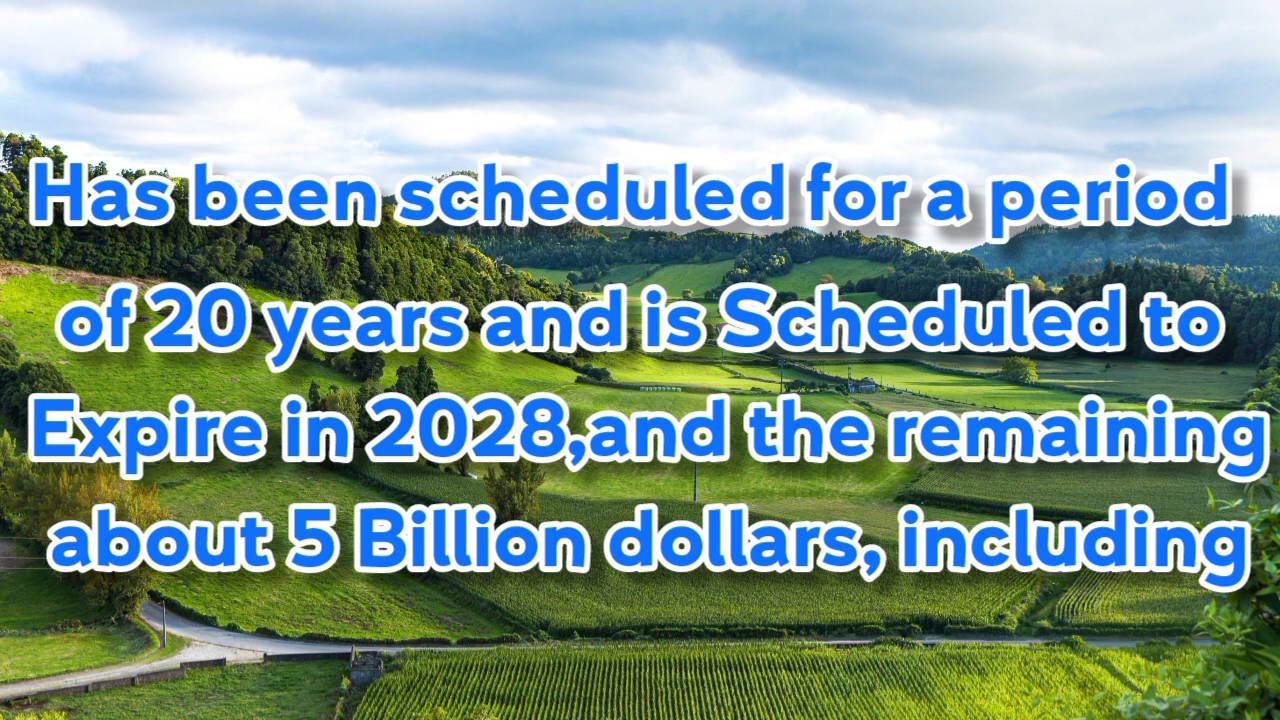 Has been scheduled for a period
of 20 years and is Scheduled to
Expire in 2028,and the remaining
about 5 Billion dollars, including